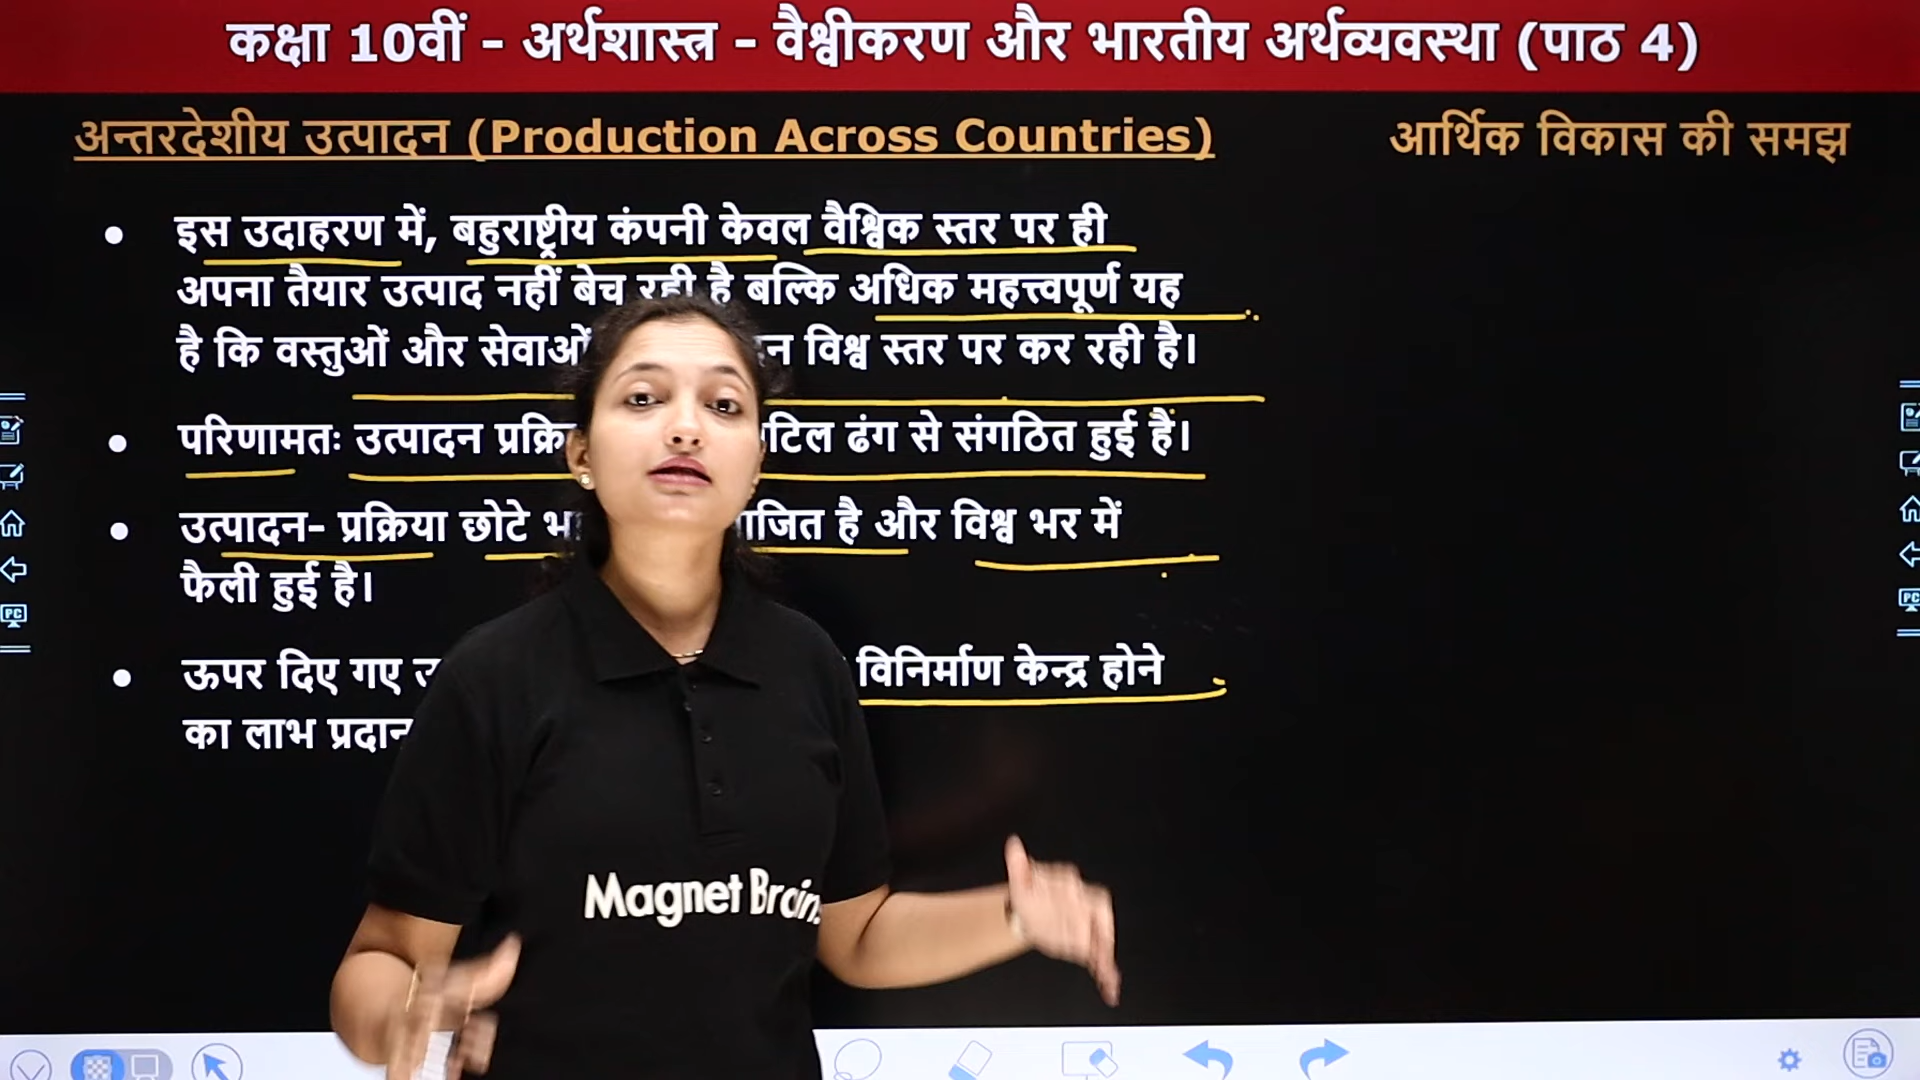 कक्षा 10वीं - अर्थशास्त्र - वैश्वीकरण और भारतीय अर्थव्यवस्था (पाठ 4)
अन्तरदेशीय उत्पादन (Production Across Countries)
आर्थिक विकास की समझ
इस उदाहरण में, बहुराष्ट्रीय कंपनी केवल वैश्विक स्तर पर ही
अपना तैयार उत्पाद नहीं बेच रही है बल्कि अधिक महत्त्वपूर्ण यह
है कि वस्तुओं और सेवाओं विश्व स्तर पर कर रही है।
परिणामतः उत्पादन ढंग से संगठित हुई है।
उत्पादन- प्रक्रिया छोटे है और विश्व भर में
फैली हुई है।
ऊपर दिए गए विनिर्माण केन्द्र होने
का लाभ प्रदान
Magnet Brain
PC
PC